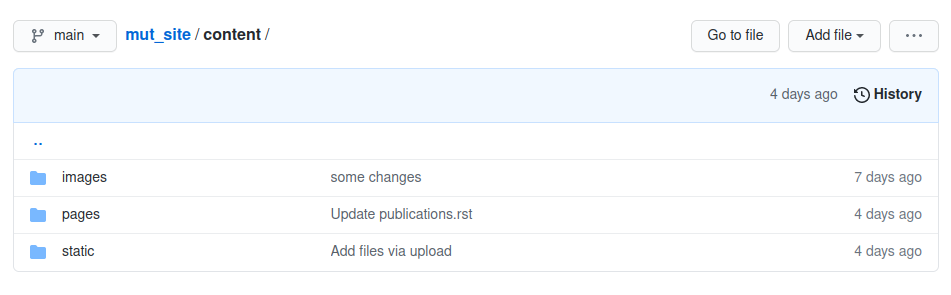 main mut_site / content / Go to file Add file ...
4 days ago History
..
images some changes 7 days ago
pages Update publications.rst 4 days ago
static Add files via upload 4 days ago